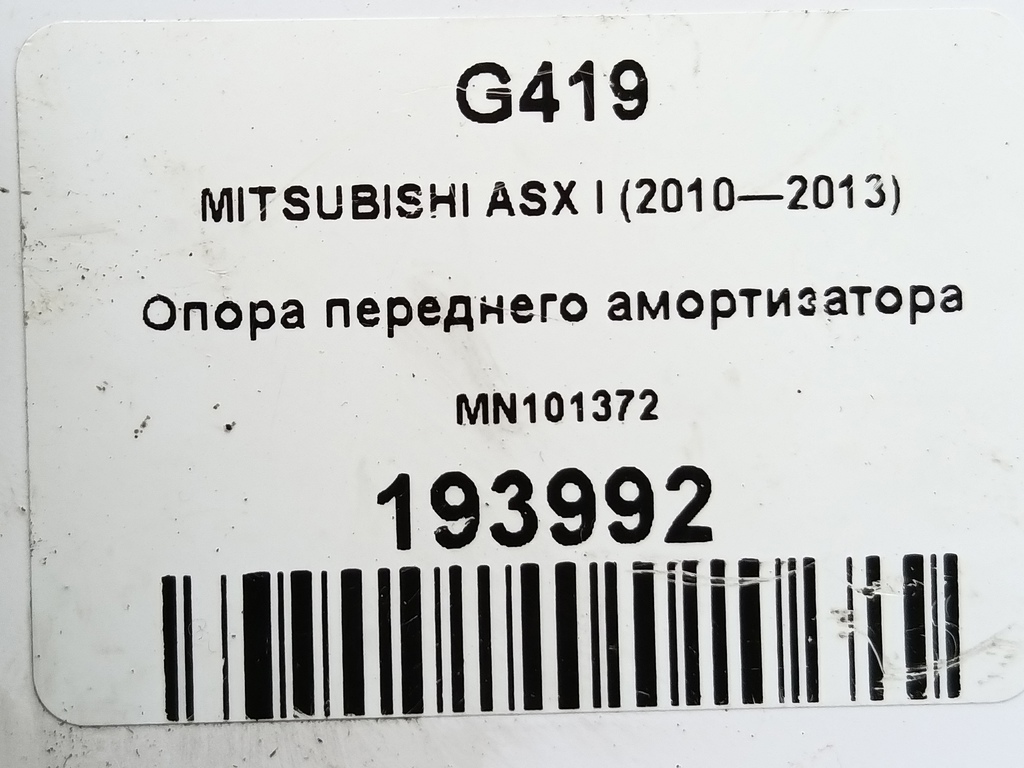 G419
MITSUBISHI ASX I (2010—2013)
Опора переднего амортизатора
MN101372
193992